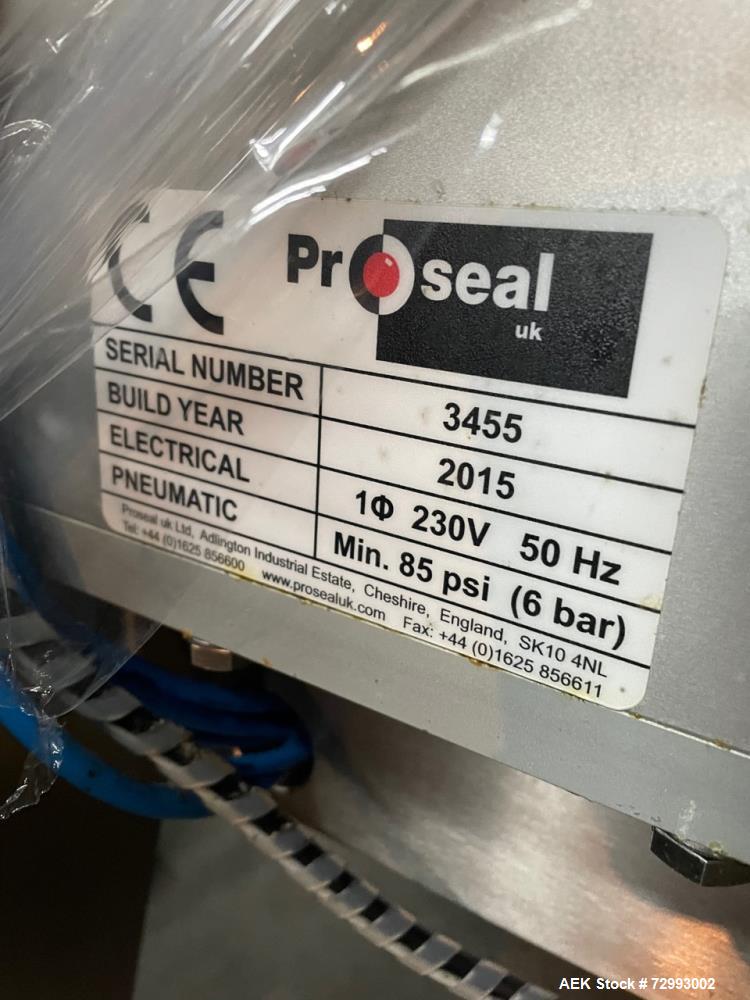 CE Proseal
uk
SERIAL NUMBER 3455
BUILD YEAR 2015
ELECTRICAL 1Φ 230V 50 Hz
PNEUMATIC Min. 85 psi (6 bar)
Proseal uk Ltd, Adlington Industrial Estate, Cheshire, England, SK10 4NL
Tel: +44 (0)1625 856600 www.prosealuk.com Fax: +44 (0)1625 856611
AEK Stock # 72993002